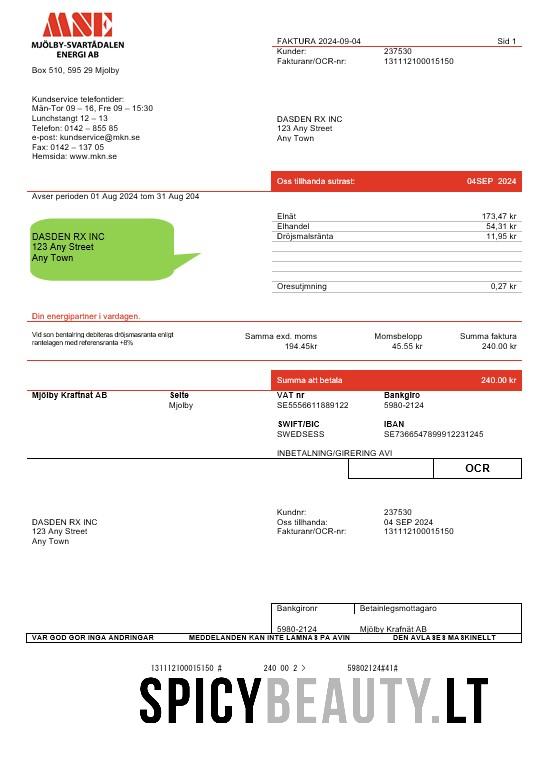 MSE
MJÖLBY-SVARTÅDALEN
ENERGI AB
Box 510, 595 29 Mjolby
FAKTURA 2024-09-04 Sid 1
Kunder: 237530
Fakturanr/OCR-nr: 131112100015150
Kundservice telefontider:
Mån-Tor 09 – 16, Fre 09 – 15:30
Lunchstangt 12 – 13
Telefon: 0142 – 855 85
e-post: kundservice@mkn.se
Fax: 0142 – 137 05
Hemsida: www.mkn.se
DASDEN RX INC
123 Any Street
Any Town
Oss tillhanda sutrast: 04SEP 2024
Avser perioden 01 Aug 2024 tom 31 Aug 204
DASDEN RX INC
123 Any Street
Any Town
Elnät 173,47 kr
Elhandel 54,31 kr
Dröjsmalsränta 11,95 kr
Oresutjmning 0,27 kr
Din energipartner i vardagen.
Vid son bentalring debiteras dröjsmasranta enligt
rantelagen med referensranta +8%
Samma exd. moms Momsbelopp Summa faktura
194.45kr 45.55 kr 240.00 kr
Summa att betala 240.00 kr
Mjölby Kraftnat AB Seite VAT nr Bankgiro
Mjolby SE5556611889122 5980-2124
SWIFT/BIC IBAN
SWEDSESS SE7366547899912231245
INBETALNING/GIRERING AVI
OCR
DASDEN RX INC
123 Any Street
Any Town
Kundnr: 237530
Oss tillhanda: 04 SEP 2024
Fakturanr/OCR-nr: 131112100015150
Bankgironr Betainlegsmottagaro
5980-2124 Mjölby Krafnät AB
VAR GOD GÖR INGA ANDRINGAR MEDDELANDEN KAN INTE LAMNAS PA AVIN DEN AVLASES MASKINELLT
131112100015150 # 240 00 2 > 59802124#41#
SPICYBEAUTY.LT